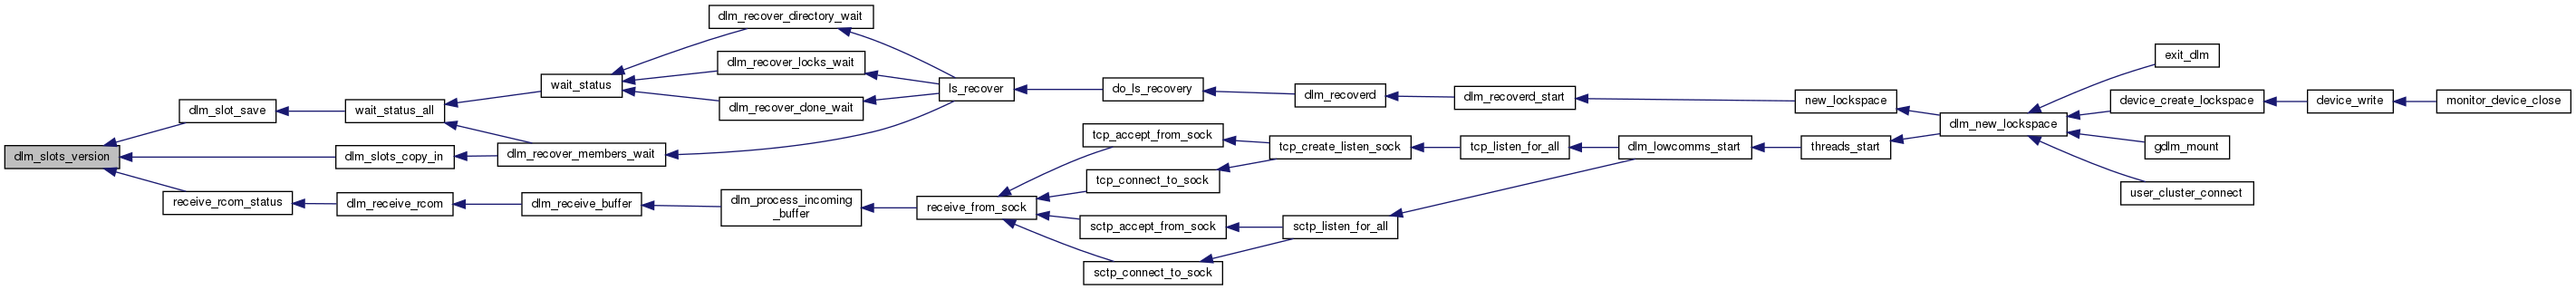 dlm_recover_directory_wait
exit_dlm
dlm_recover_locks_wait
wait_status
ls_recover
do_ls_recovery
dlm_recoverd
dlm_recoverd_start
new_lockspace
device_create_lockspace
device_write
monitor_device_close
dlm_slot_save
wait_status_all
dlm_recover_done_wait
dlm_new_lockspace
tcp_accept_from_sock
dlm_slots_version
dlm_slots_copy_in
dlm_recover_members_wait
tcp_create_listen_sock
tcp_listen_for_all
dlm_lowcomms_start
threads_start
gdlm_mount
tcp_connect_to_sock
user_cluster_connect
receive_rcom_status
dlm_receive_rcom
dlm_receive_buffer
dlm_process_incoming
_buffer
receive_from_sock
sctp_accept_from_sock
sctp_listen_for_all
sctp_connect_to_sock